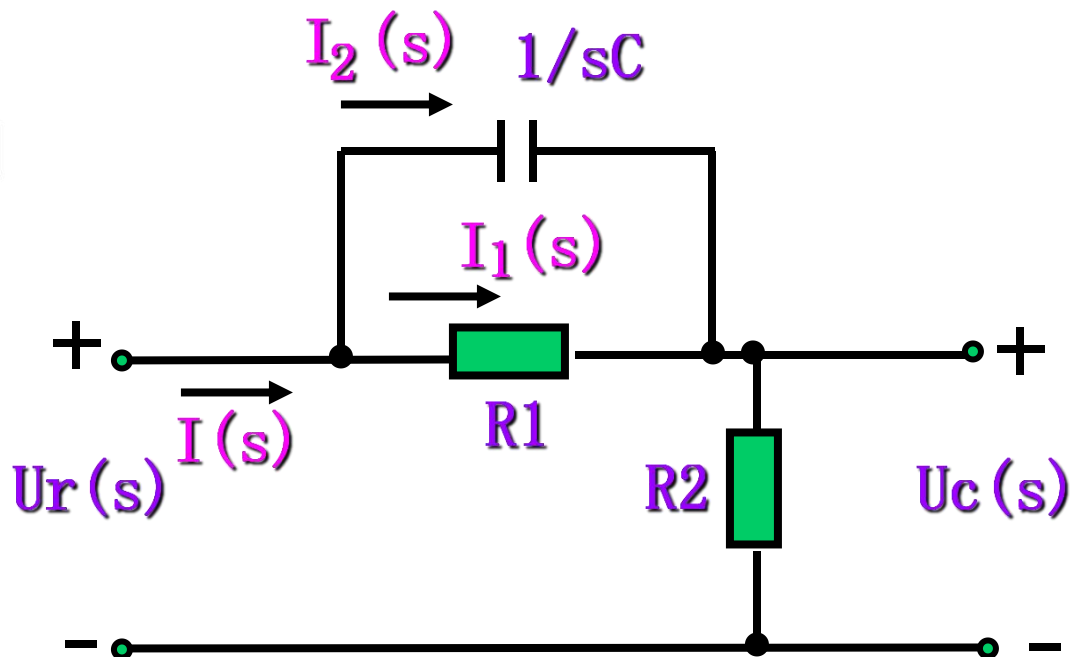 I₂(s) 1/sC
I₁(s)
+ +
I(s) R1
Ur(s) R2 Uc(s)
- -